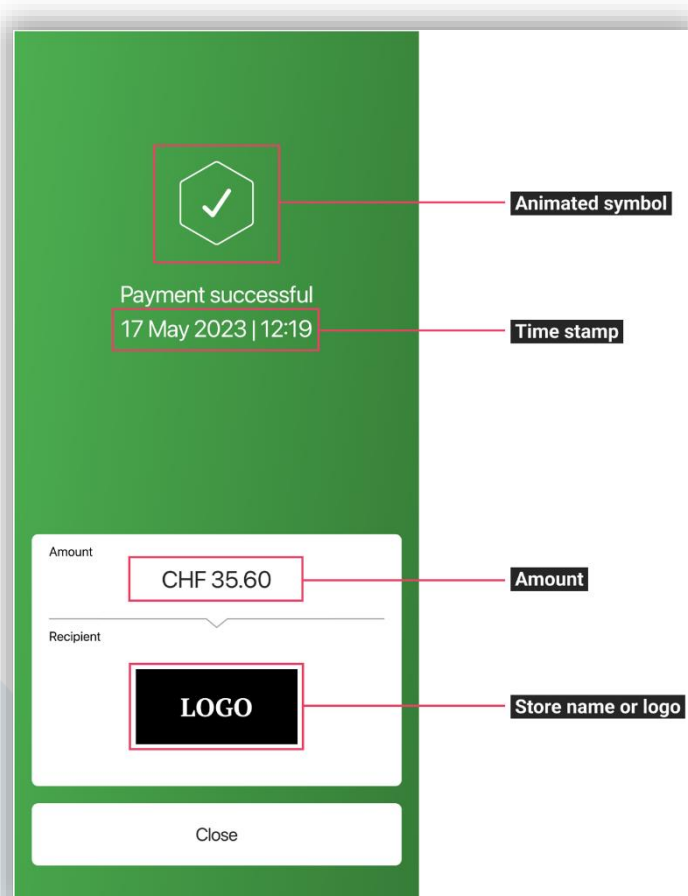 Animated symbol
Payment successful
17 May 2023 | 12:19
Time stamp
Amount
CHF 35.60
Amount
Recipient
LOGO
Store name or logo
Close